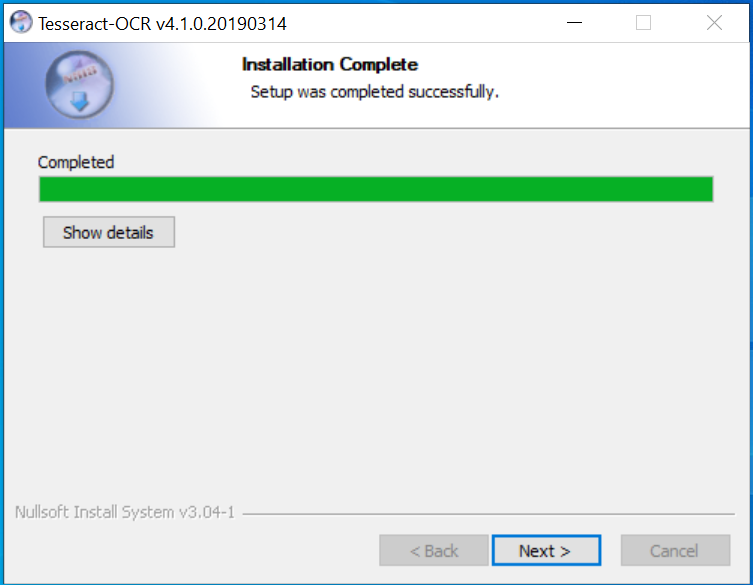 Tesseract-OCR v4.1.0.20190314
Installation Complete
Setup was completed successfully.
Completed
Show details
Nullsoft Install System v3.04-1
< Back Next > Cancel